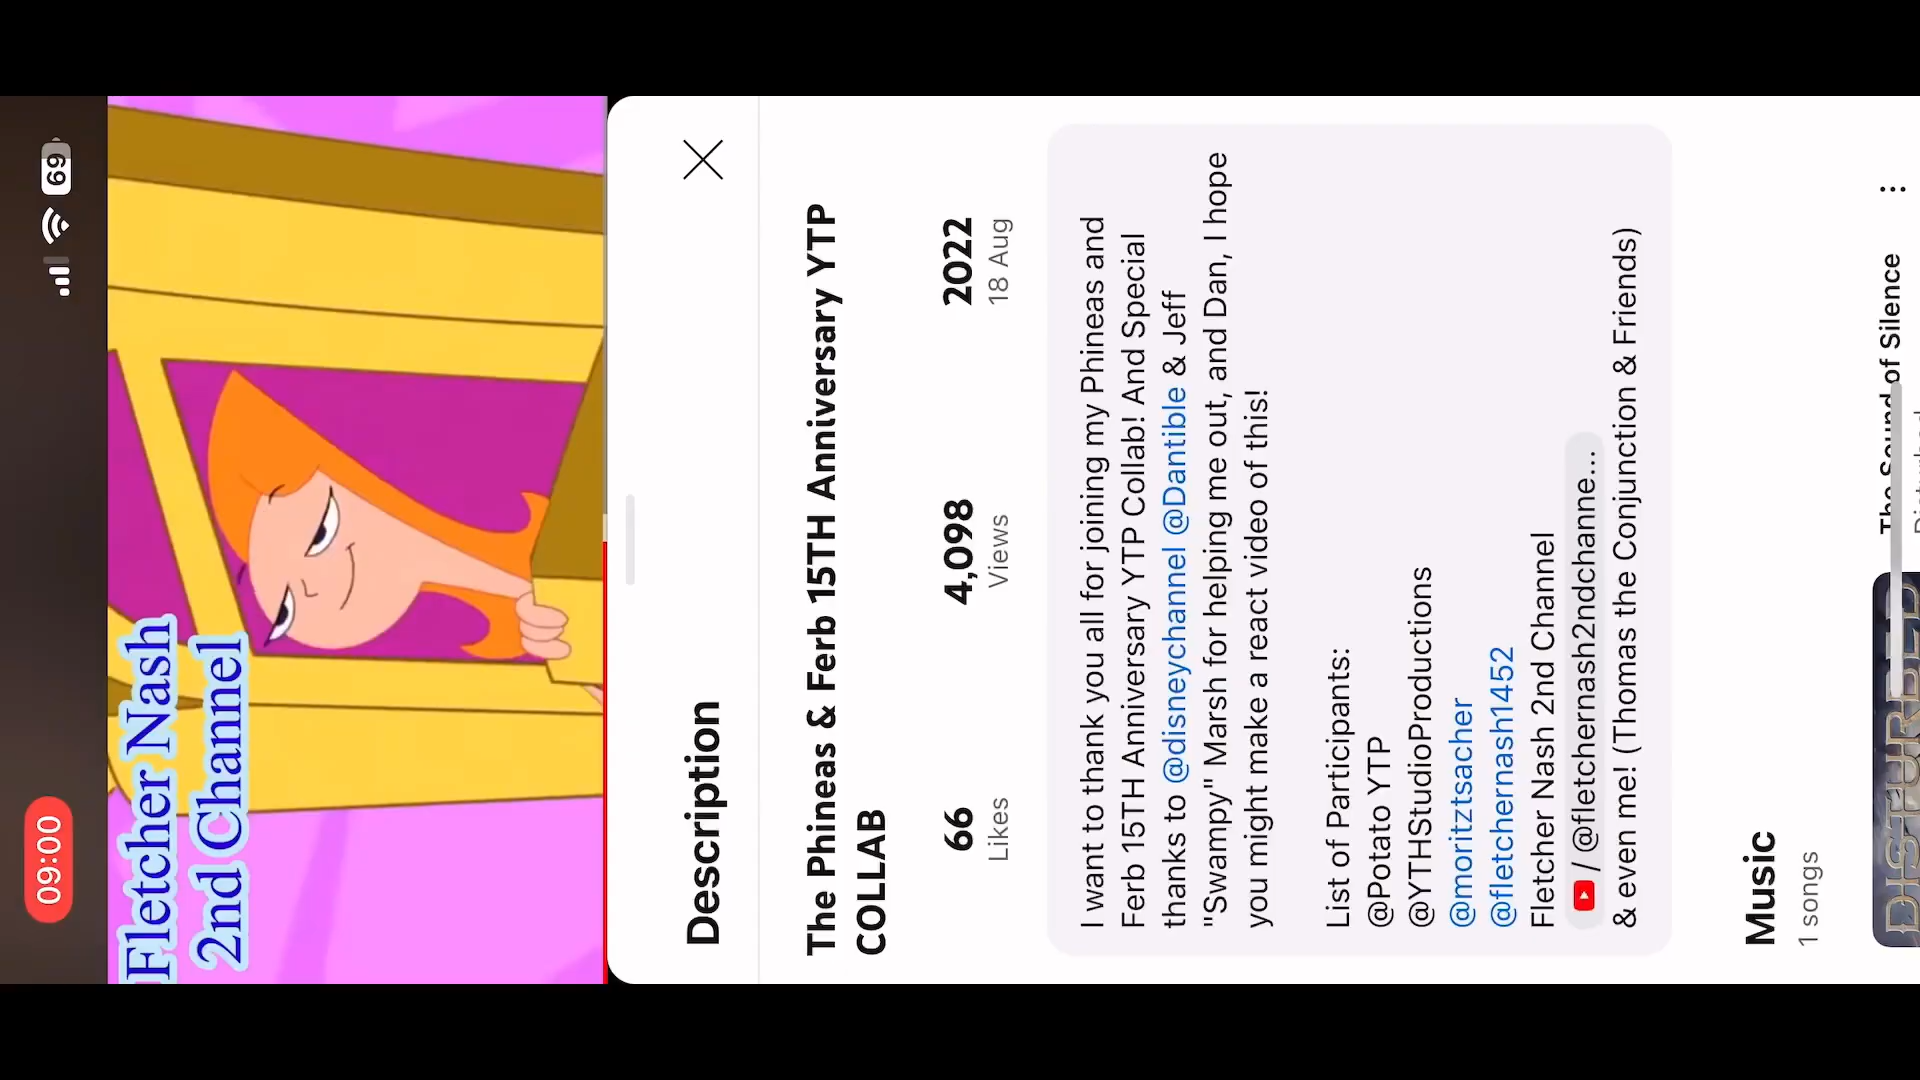 09:00
69
Fletcher Nash
2nd Channel
Description
The Phineas & Ferb 15TH Anniversary YTP
COLLAB
66
Likes
4,098
Views
2022
18 Aug
I want to thank you all for joining my Phineas and
Ferb 15TH Anniversary YTP Collab! And Special
thanks to @disneychannel @Dantible & Jeff
"Swampy" Marsh for helping me out, and Dan, I hope
you might make a react video of this!
List of Participants:
@Potato YTP
@YTHStudioProductions
@moritztsacher
@fletchernash1452
Fletcher Nash 2nd Channel
/ @fletchernash2ndchanne...
& even me! (Thomas the Conjunction & Friends)
Music
1 songs
DISTURBED
The Sound of Silence